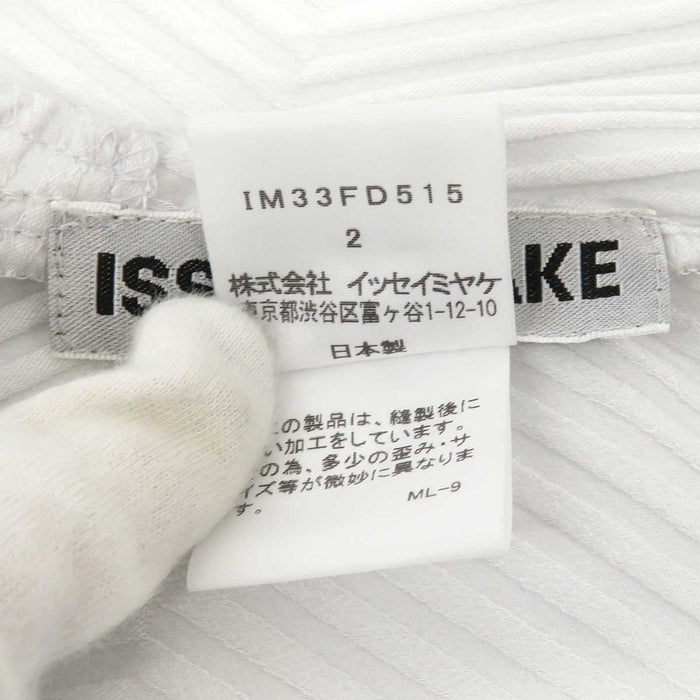 IM33FD515
2
ISS AKE
株式会社 イッセイミヤケ
東京都渋谷区富ヶ谷1-12-10
日本製
の製品は、縫製後に
い加工をしています。
の為、多少の歪み・サ
イズ等が微妙に異なりま
す。
ML-9